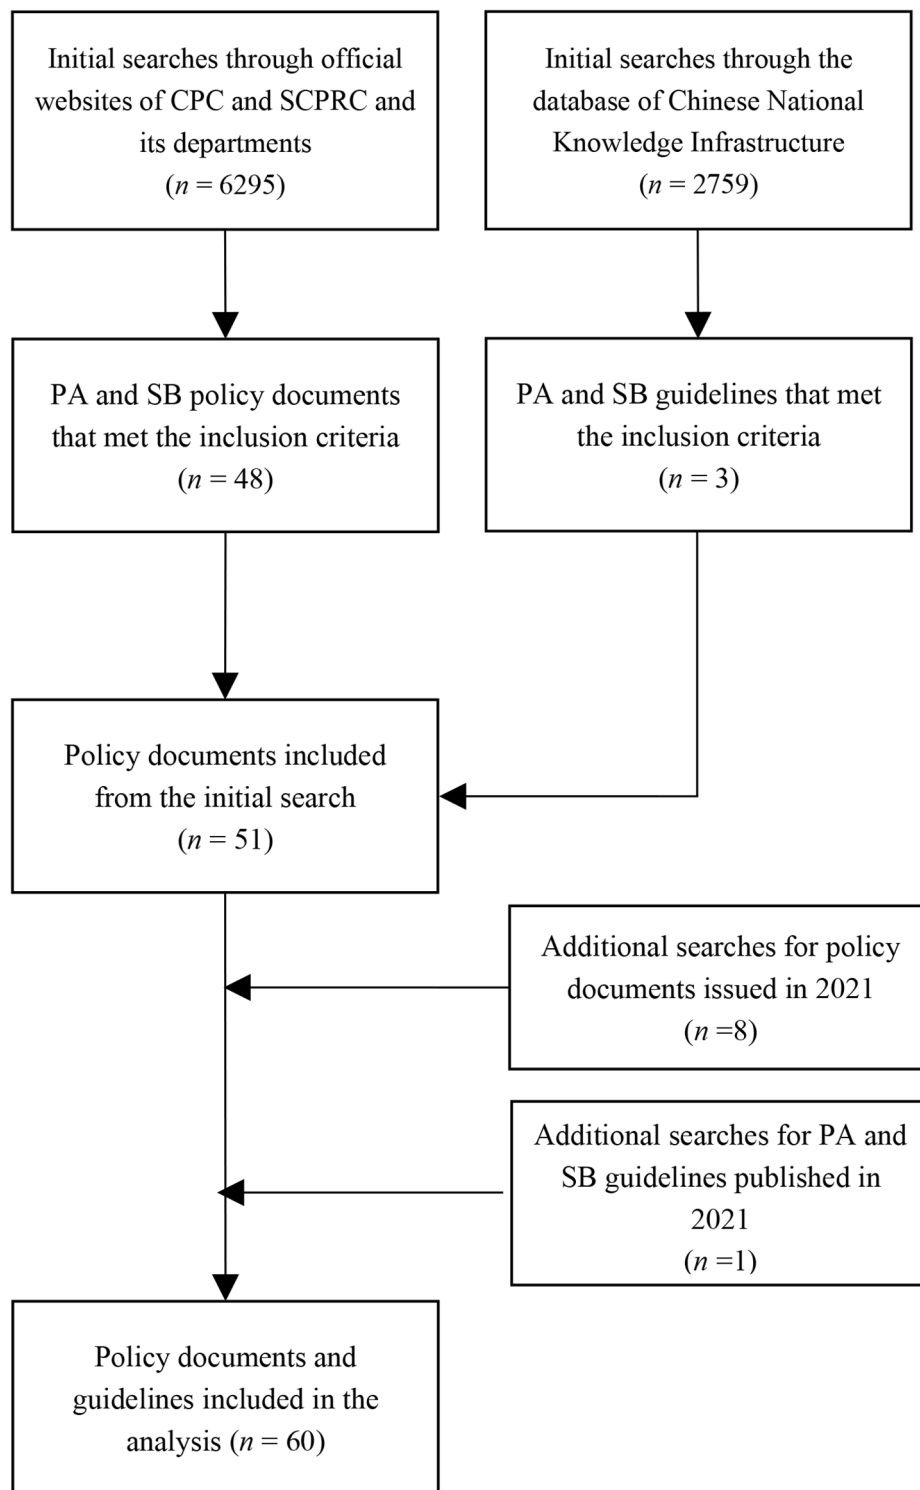 Initial searches through official
websites of CPC and SCPRC and
its departments
(n = 6295)
Initial searches through the
database of Chinese National
Knowledge Infrastructure
(n = 2759)
PA and SB policy documents
that met the inclusion criteria
(n = 48)
PA and SB guidelines that met
the inclusion criteria
(n = 3)
Policy documents included
from the initial search
(n = 51)
Additional searches for policy
documents issued in 2021
(n =8)
Additional searches for PA and
SB guidelines published in
2021
(n =1)
Policy documents and
guidelines included in the
analysis (n = 60)